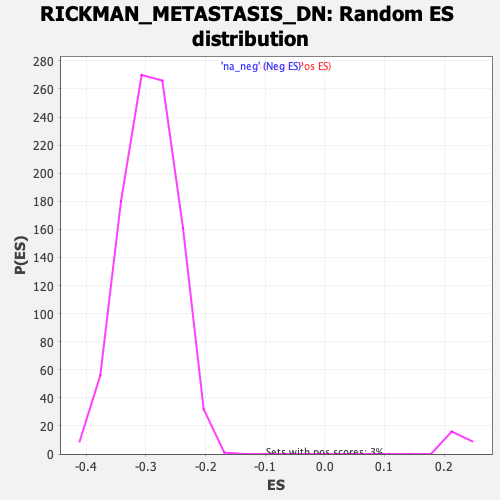 RICKMAN_METASTASIS_DN: Random ES
distribution
'na_neg' (Neg ES)
Pos ES)
280
260
240
220
200
180
160
140
120
100
80
60
40
20
0
P(ES)
Sets with pos scores: 3%
-0.4 -0.3 -0.2 -0.1 0.0 0.1 0.2
ES